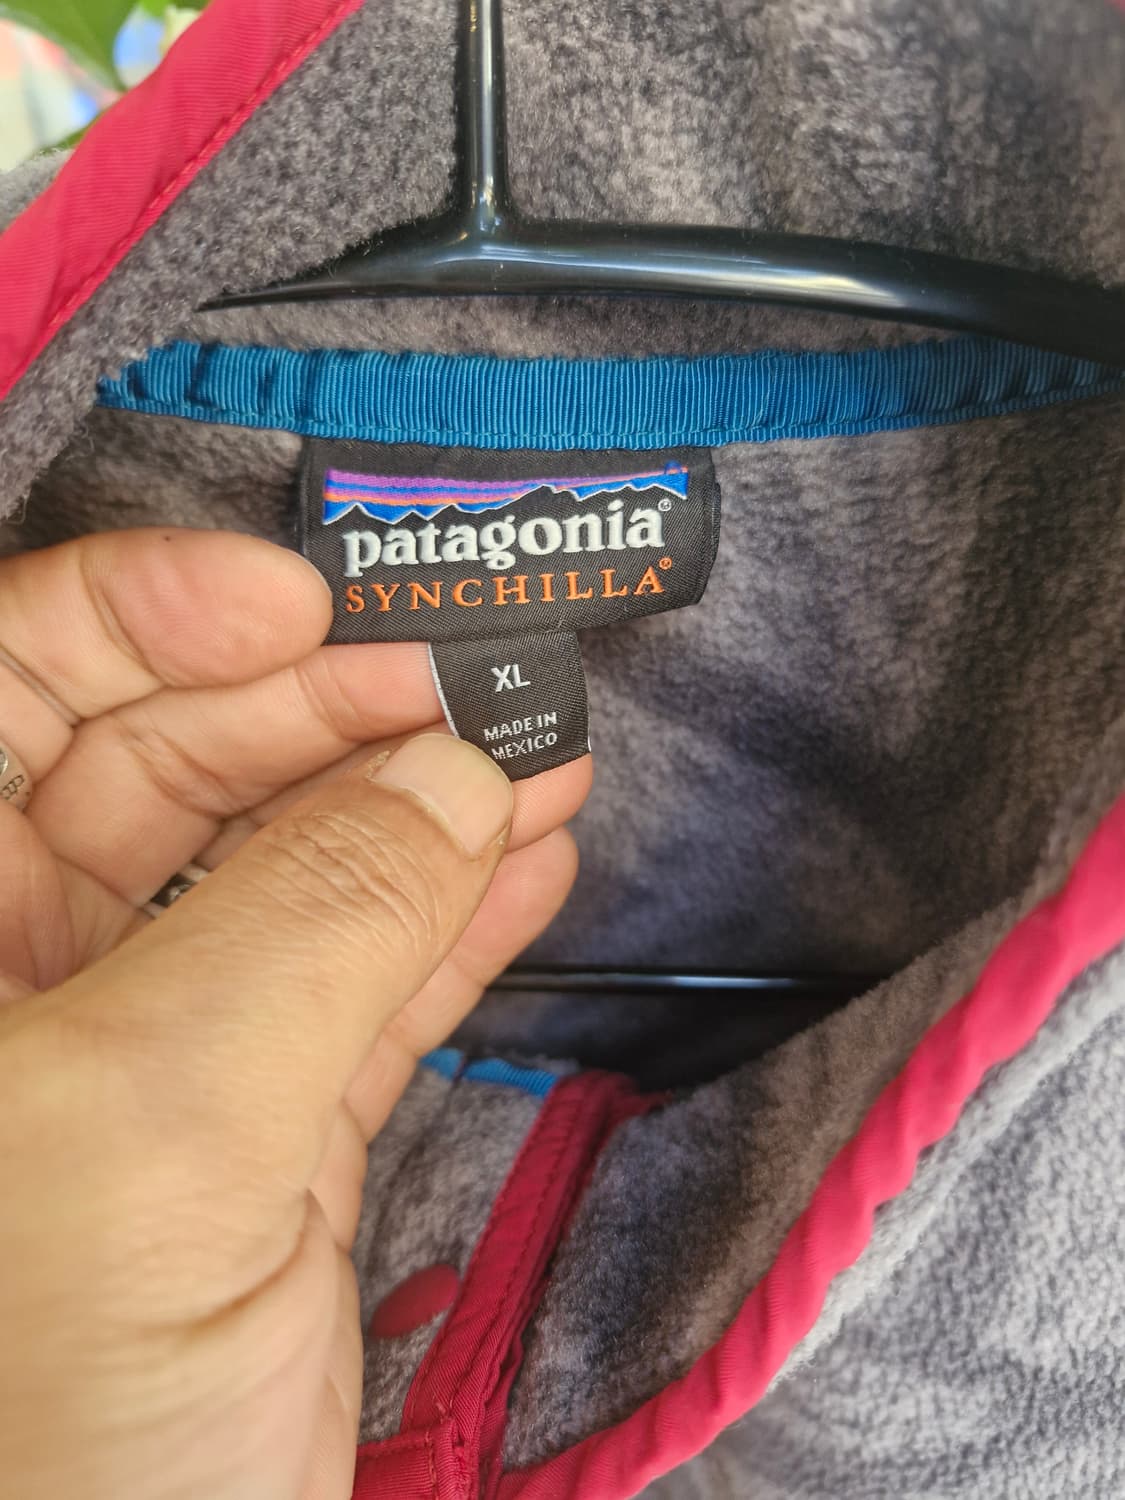 patagonia®
SYNCHILLA®
XL
MADE IN
MEXICO